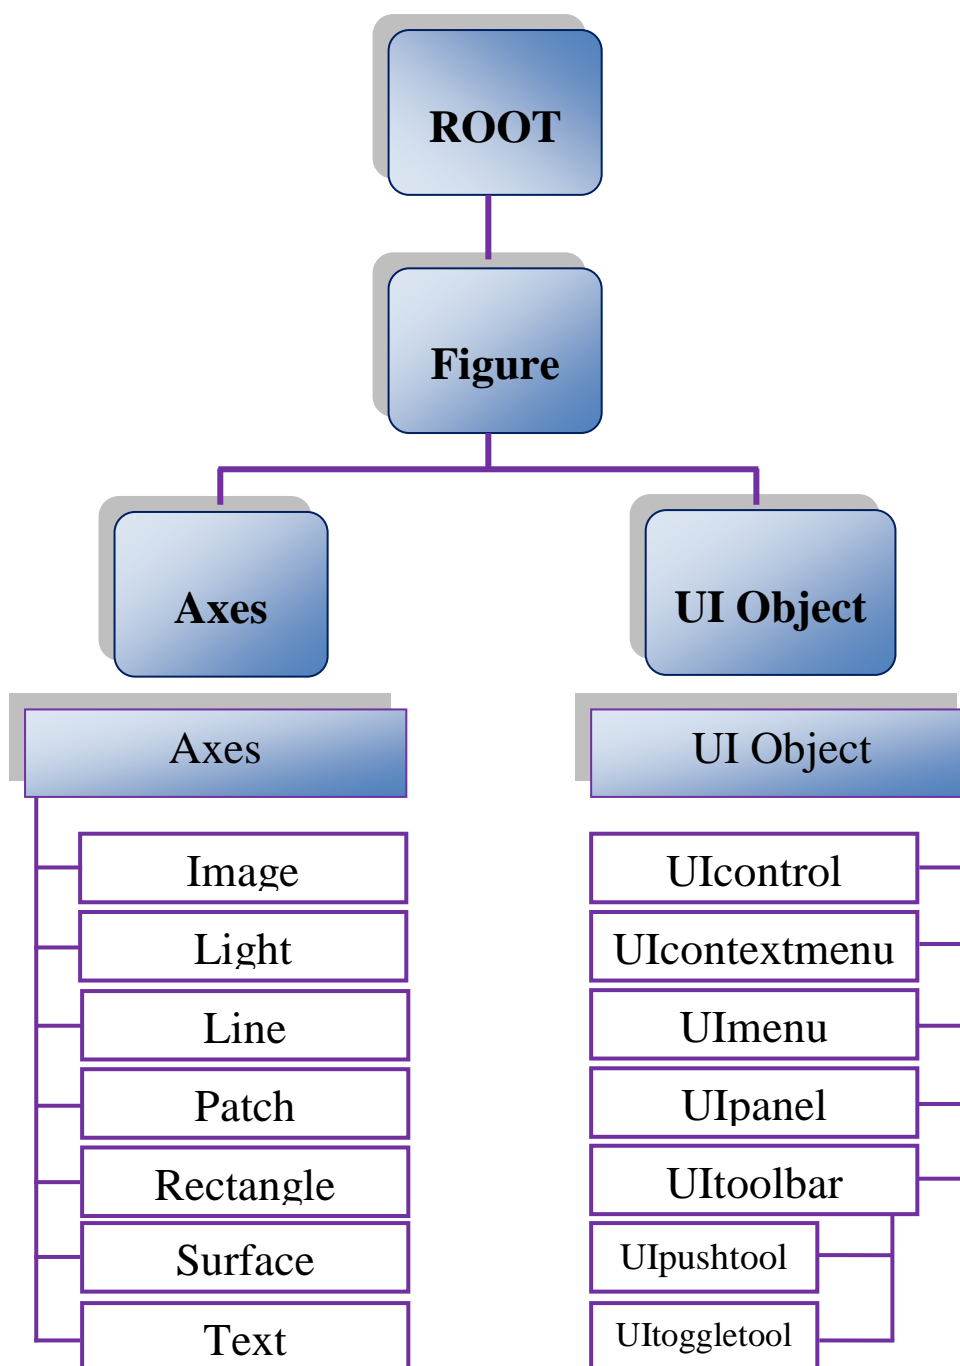 ROOT
Figure
Axes
UI Object
Axes
Image
Light
Line
Patch
Rectangle
Surface
Text
UI Object
UIcontrol
UIcontextmenu
UImenu
UIpanel
UItoolbar
UIpushtool
UItoggletool